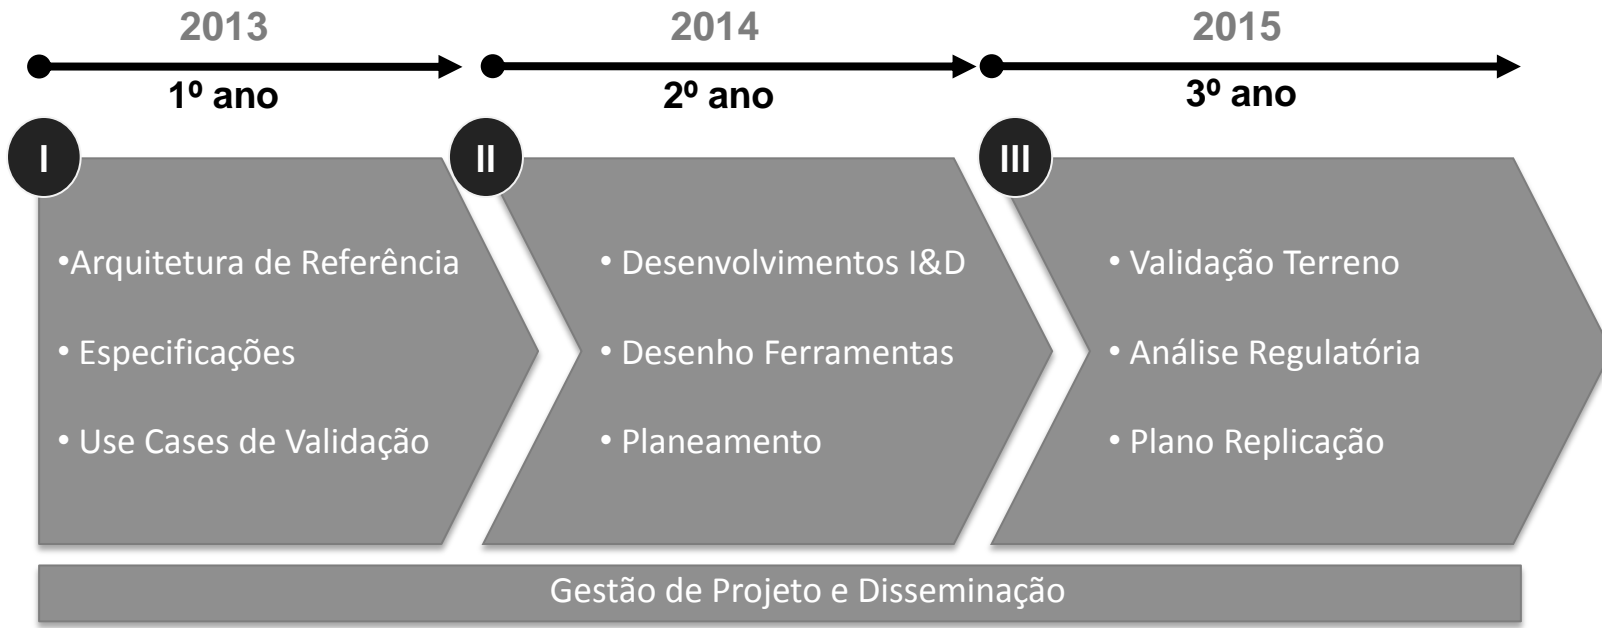 2013
2014
2015
1º ano
2º ano
3º ano
I
II
III
•Arquitetura de Referência
• Especificações
• Use Cases de Validação
• Desenvolvimentos I&D
• Desenho Ferramentas
• Planeamento
• Validação Terreno
• Análise Regulatória
• Plano Replicação
Gestão de Projeto e Disseminação